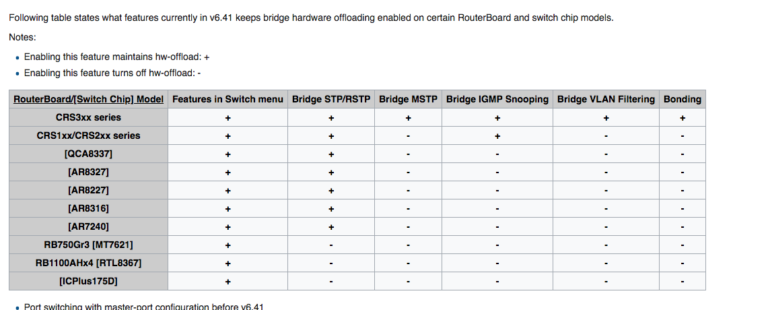 Following table states what features currently in v6.41 keeps bridge hardware offloading enabled on certain RouterBoard and switch chip models.
Notes:
• Enabling this feature maintains hw-offload: +
• Enabling this feature turns off hw-offload: -
RouterBoard/[Switch Chip] Model Features in Switch menu Bridge STP/RSTP Bridge MSTP Bridge IGMP Snooping Bridge VLAN Filtering Bonding
CRS3xx series + + + + + +
CRS1xx/CRS2xx series + + - + - -
[QCA8337] + + - - - -
[AR8327] + + - - - -
[AR8227] + + - - - -
[AR8316] + + - - - -
[AR7240] + + - - - -
RB750Gr3 [MT7621] + - - - - -
RB1100AHx4 [RTL8367] + - - - - -
[ICPlus175D] + - - - - -
• Port switching with master-port configuration before v6.41